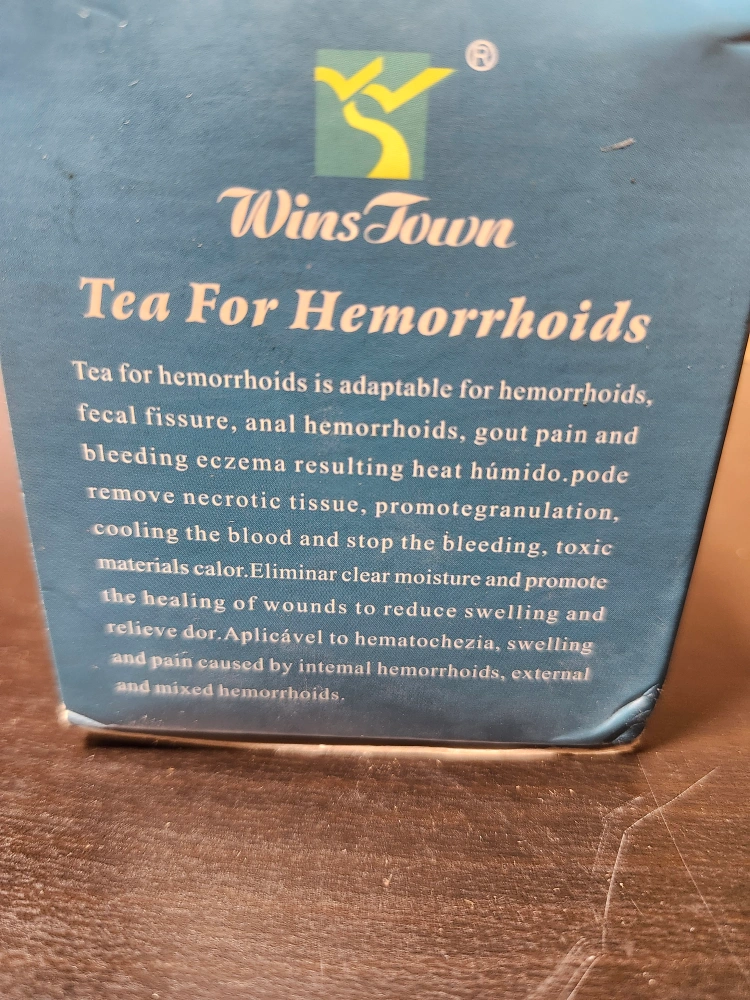 ®
Wins Town
Tea For Hemorrhoids
Tea for hemorrhoids is adaptable for hemorrhoids,
fecal fissure, anal hemorrhoids, gout pain and
bleeding eczema resulting heat húmido.pode
remove necrotic tissue, promotegranulation,
cooling the blood and stop the bleeding, toxic
materials calor.Eliminar clear moisture and promote
the healing of wounds to reduce swelling and
relieve dor.Aplicável to hematochezia, swelling
and pain caused by intemal hemorrhoids, external
and mixed hemorrhoids.